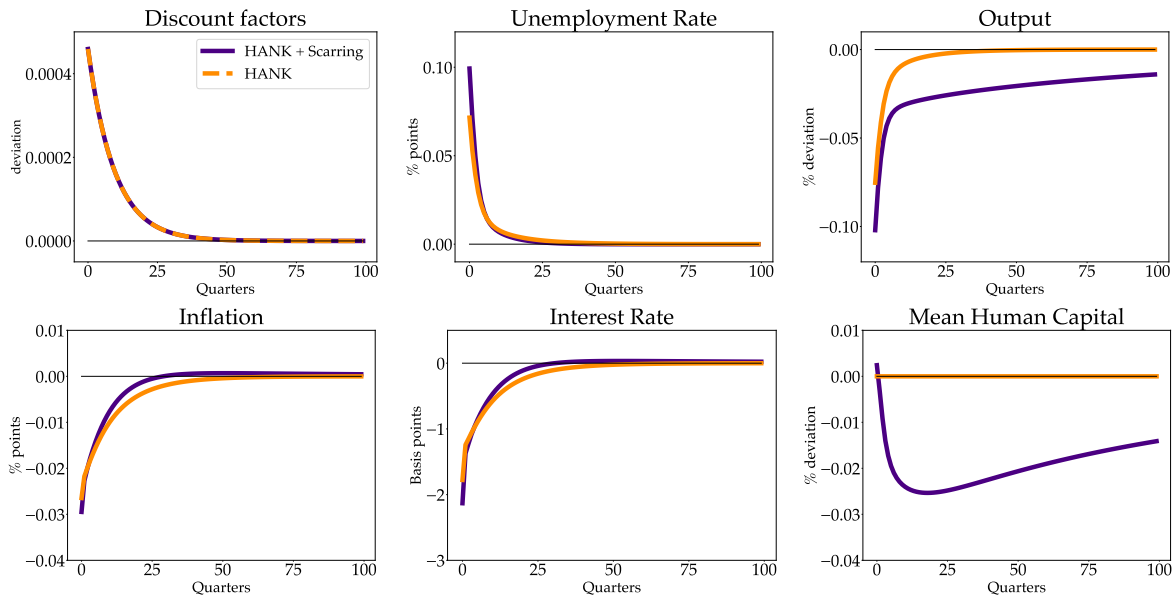 Discount factors
HANK + Scarring
HANK
0.0004
0.0002
0.0000
deviation
0
25
50
75
100
Quarters
Unemployment Rate
0.10
0.05
0.00
% points
0
25
50
75
100
Quarters
Output
0.00
−0.05
−0.10
% deviation
0
25
50
75
100
Quarters
Inflation
0.01
0.00
−0.01
−0.02
−0.03
−0.04
% points
0
25
50
75
100
Quarters
Interest Rate
0
−1
−2
−3
Basis points
0
25
50
75
100
Quarters
Mean Human Capital
0.01
0.00
−0.01
−0.02
−0.03
−0.04
% deviation
0
25
50
75
100
Quarters